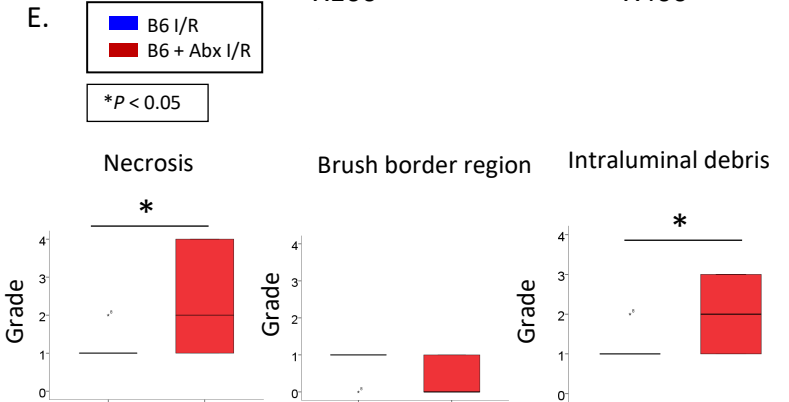 E.
B6 I/R
B6 + Abx I/R
*P < 0.05
Necrosis
Brush border region
Intraluminal debris
*
*
Grade
4
3
2
1
0
Grade
4
3
2
1
0
Grade
4
3
2
1
0